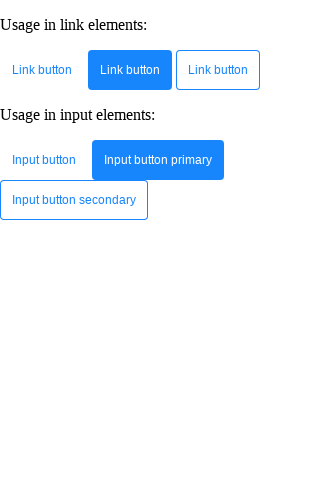 Usage in link elements:
Link button Link button Link button
Usage in input elements:
Input button Input button primary
Input button secondary